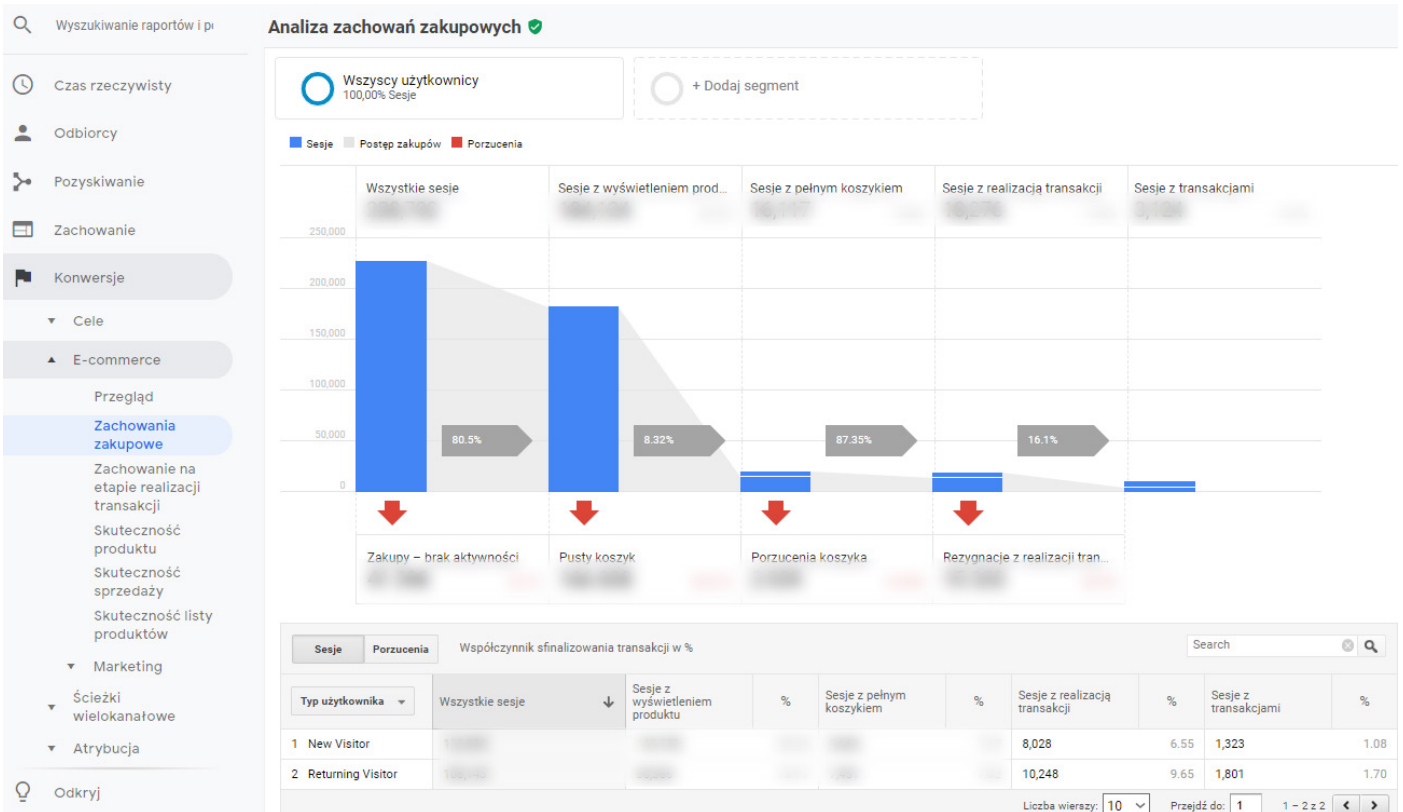 Wyszukiwanie raportów i p
Czas rzeczywisty
Odbiorcy
Pozyskiwanie
Zachowanie
Konwersje
Cele
E-commerce
Przegląd
Zachowania
zakupowe
Zachowanie na
etapie realizacji
transakcji
Skuteczność
produktu
Skuteczność
sprzedaży
Skuteczność listy
produktów
Marketing
Ścieżki
wielokanałowe
Atrybucja
Odkryj
Analiza zachowań zakupowych
Wszyscy użytkownicy
100,00% Sesje
+ Dodaj segment
Sesje Postęp zakupów Porzucenia
Wszystkie sesje Sesje z wyświetleniem prod... Sesje z pełnym koszykiem Sesje z realizacją transakcji Sesje z transakcjami
250,000
200,000
150,000
100,000
50,000
80.5% 8.32% 87.35% 16.1%
0
Zakupy – brak aktywności Pusty koszyk Porzucenia koszyka Rezygnacje z realizacji tran...
Sesje Porzucenia Współczynnik sfinalizowania transakcji w % Search
Typ użytkownika Wszystkie sesje Sesje z wyświetleniem produktu % Sesje z pełnym koszykiem % Sesje z realizacją transakcji % Sesje z transakcjami %
1 New Visitor 8,028 6.55 1,323 1.08
2 Returning Visitor 10,248 9.65 1,801 1.70
Liczba wierszy: 10 Przejdź do: 1 1 – 2 z 2